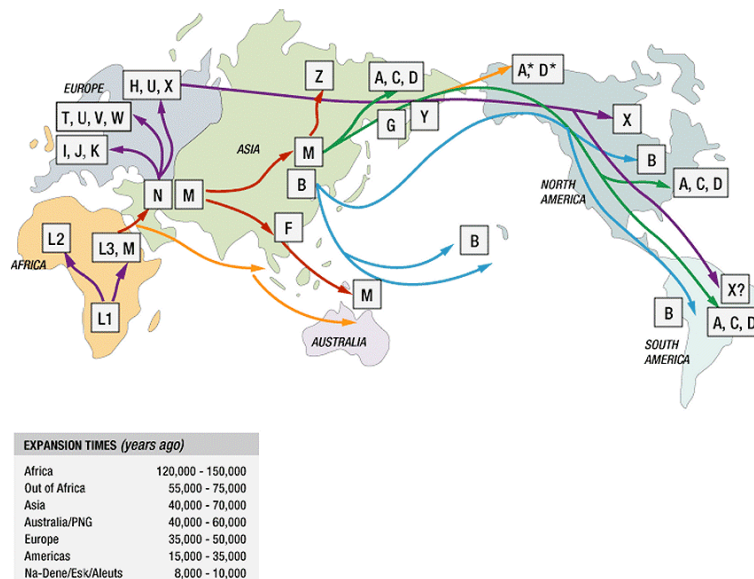 Z
A, C, D
A,* D*
EUROPE
H, U, X
T, U, V, W
G
Y
X
I, J, K
ASIA
M
B
B
N
M
NORTH
AMERICA
A, C, D
L2
L3, M
F
B
AFRICA
L1
M
X?
B
A, C, D
AUSTRALIA
SOUTH
AMERICA
EXPANSION TIMES (years ago)
Africa 120,000 - 150,000
Out of Africa 55,000 - 75,000
Asia 40,000 - 70,000
Australia/PNG 40,000 - 60,000
Europe 35,000 - 50,000
Americas 15,000 - 35,000
Na-Dene/Esk/Aleuts 8,000 - 10,000